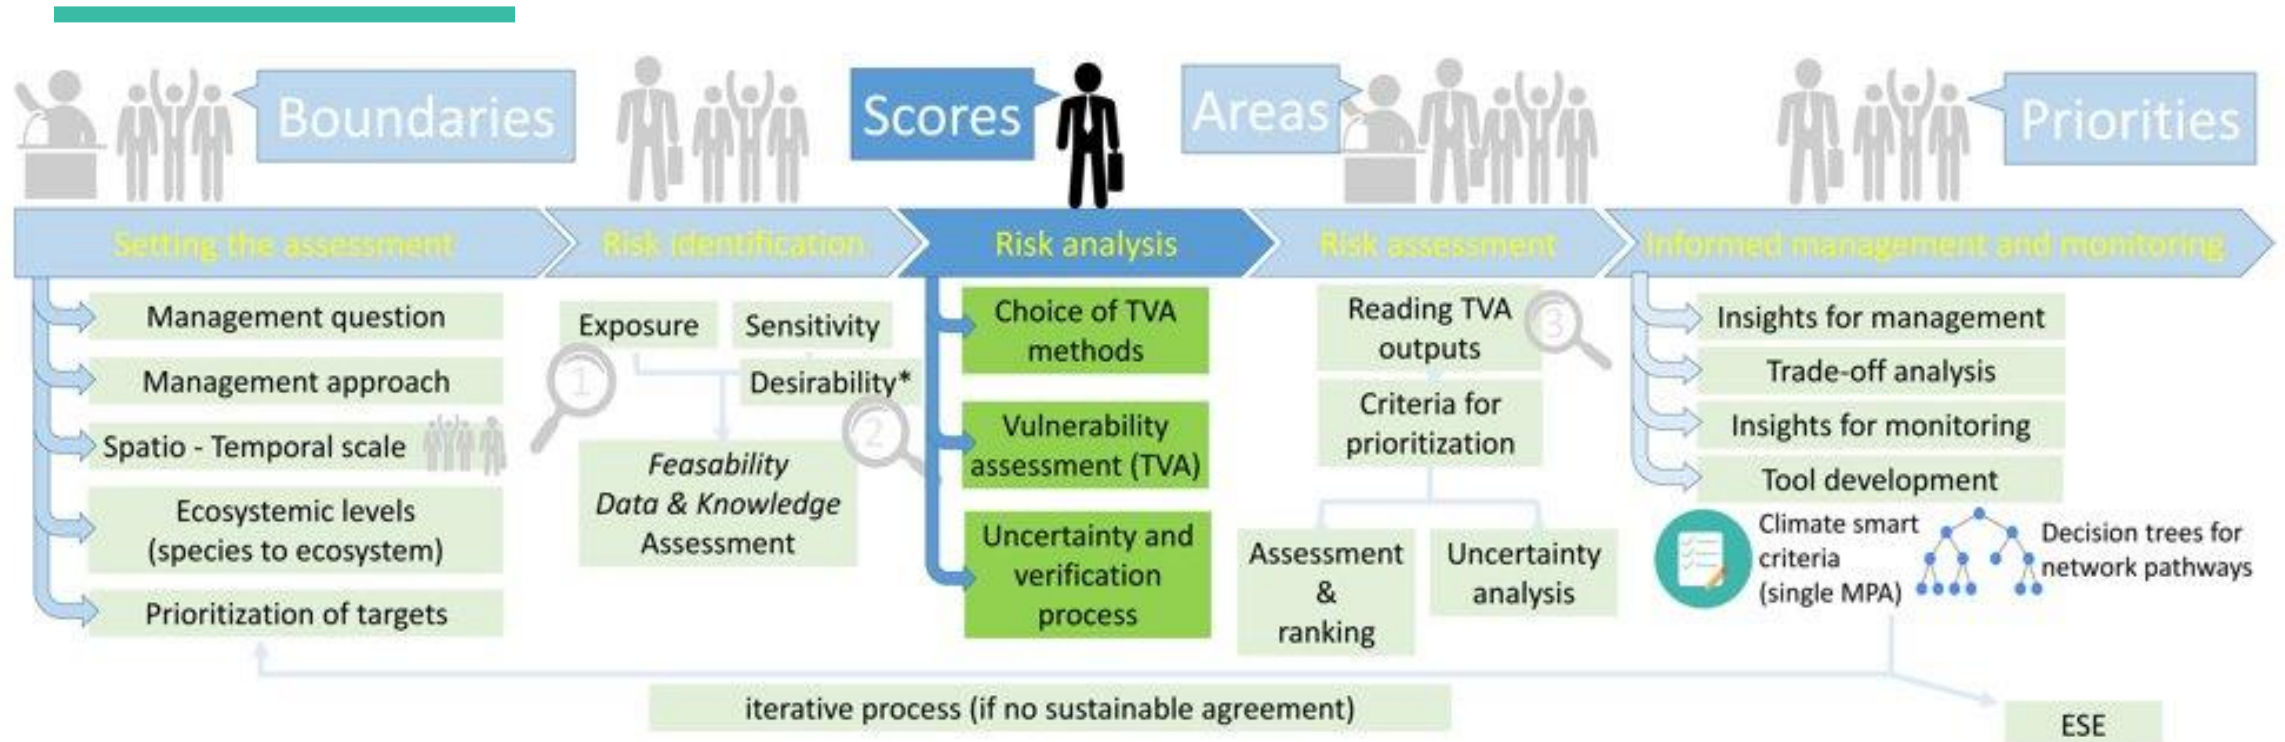 Boundaries
Scores
Areas
Priorities
Setting the assessment
Risk identification
Risk analysis
Risk assessment
Informed management and monitoring
Management question
Management approach
Spatio - Temporal scale
Ecosystemic levels
(species to ecosystem)
Prioritization of targets
Exposure
Sensitivity
1
Desirability*
2
Feasability
Data & Knowledge
Assessment
Choice of TVA
methods
Vulnerability
assessment (TVA)
Uncertainty and
verification
process
Reading TVA
outputs
3
Criteria for
prioritization
Assessment
&
ranking
Uncertainty
analysis
Insights for management
Trade-off analysis
Insights for monitoring
Tool development
Climate smart
criteria
(single MPA)
Decision trees for
network pathways
iterative process (if no sustainable agreement)
ESE